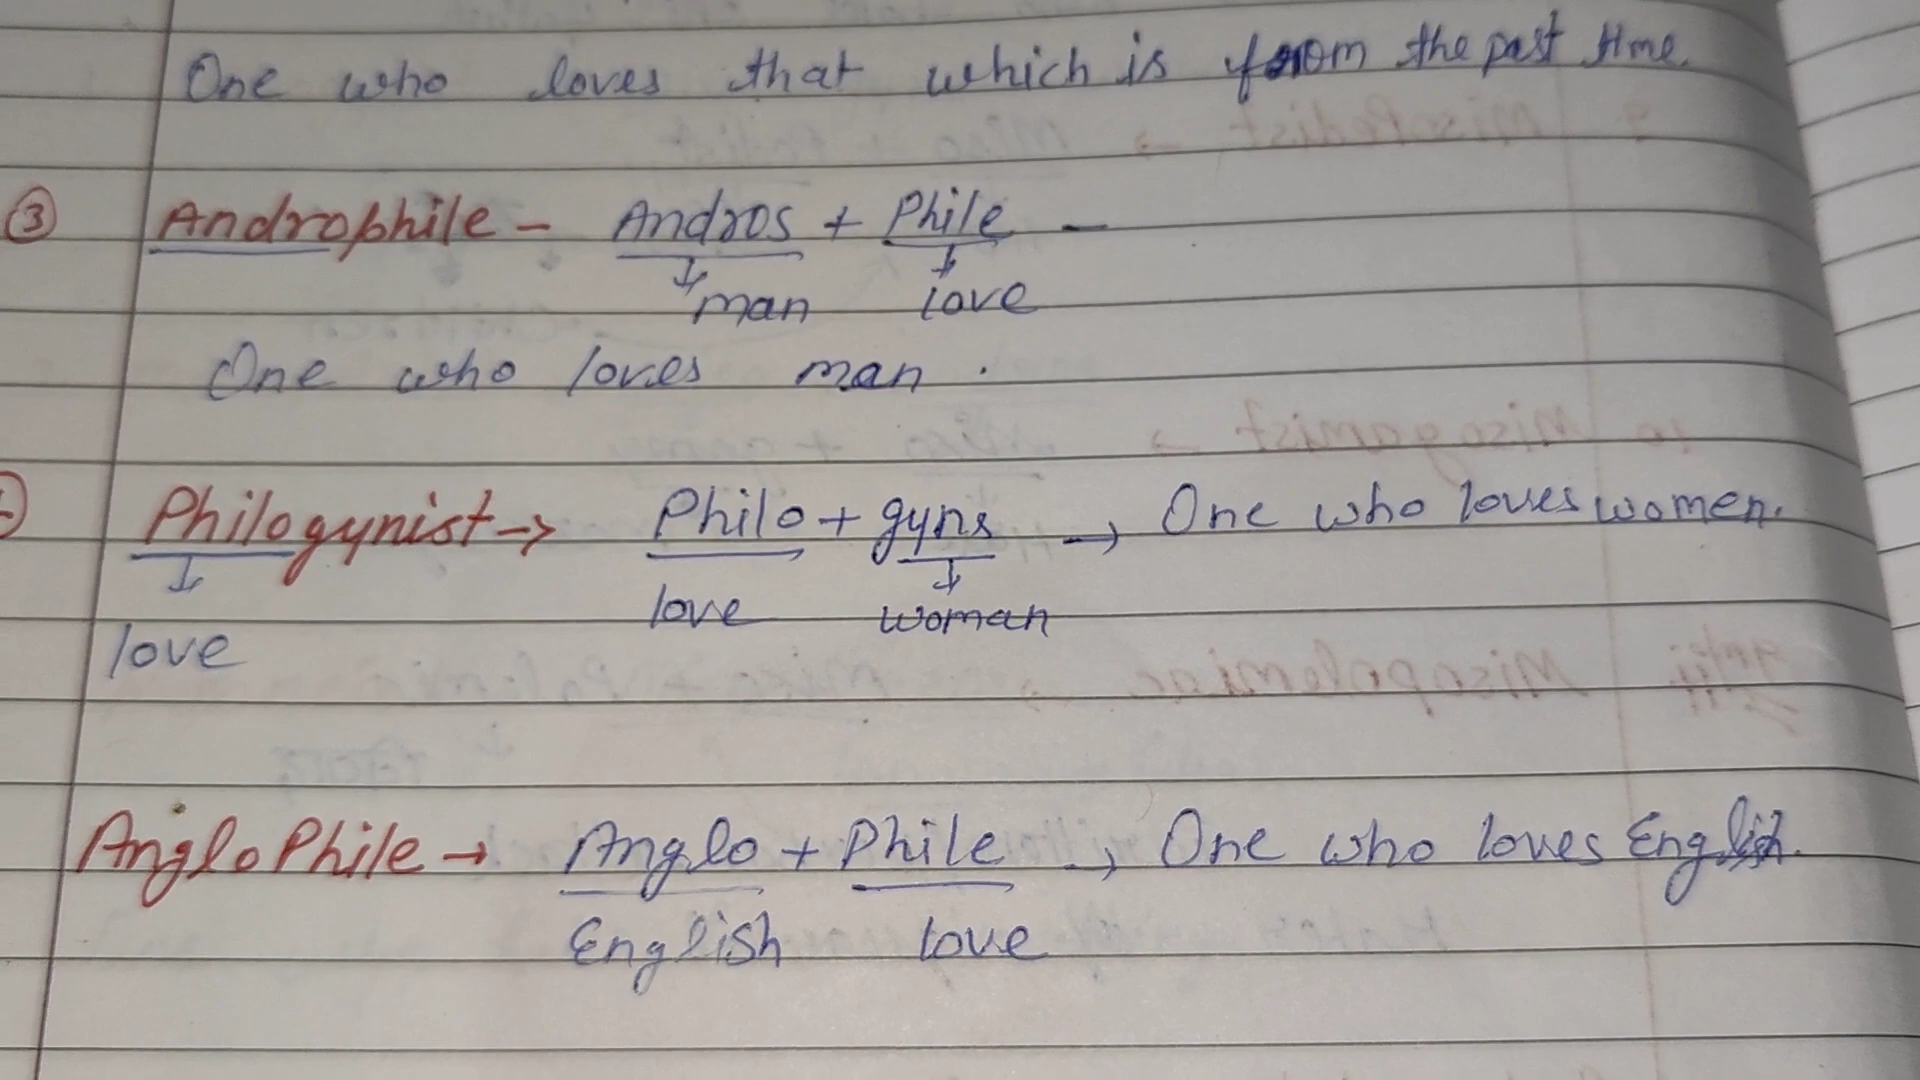 One who loves that which is from the past time.
③ Androphile - Andros + Phile -
↓ ↓
man love
One who loves man.
Philogynist → Philo + gyns → One who loves women.
↓ ↓
love woman
love
AngloPhile → Anglo + Phile → One who loves English.
English love